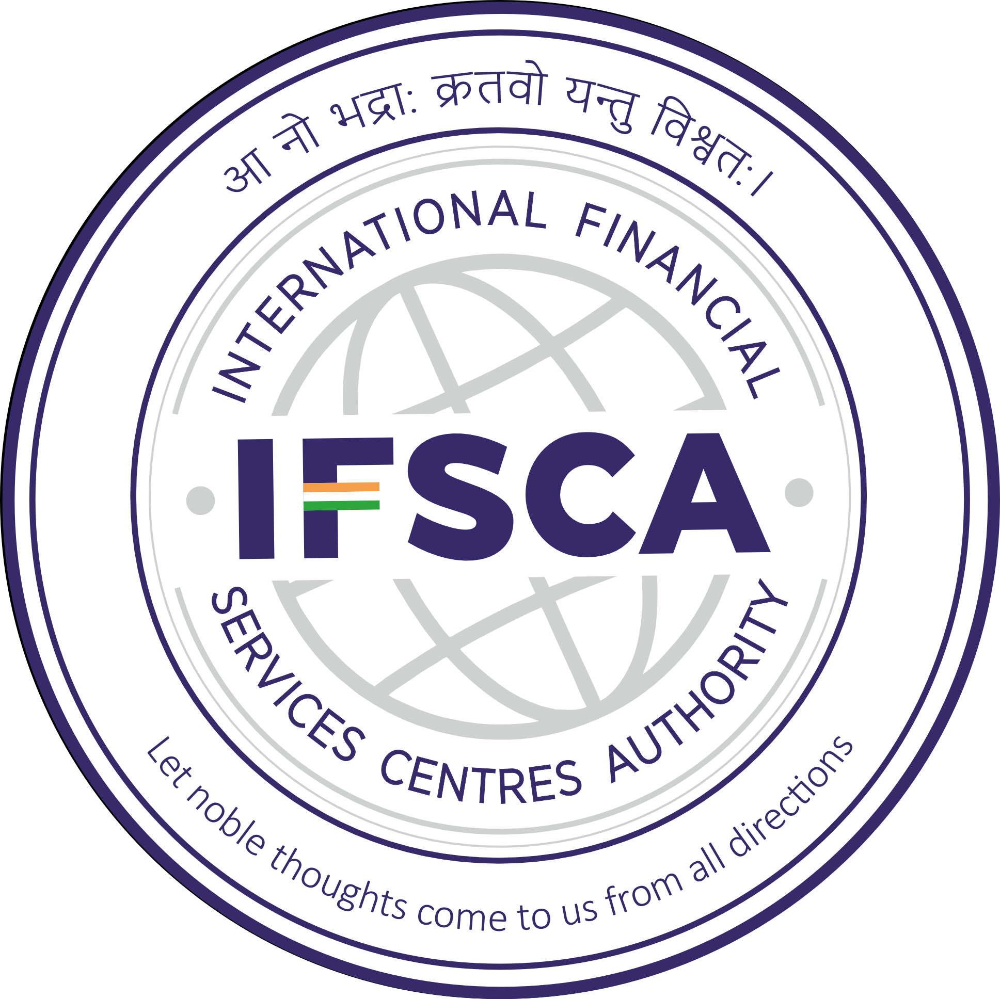 आ नो भद्रा: क्रतवो यन्तु विश्वत:।
INTERNATIONAL FINANCIAL
IFSCA
SERVICES CENTRES AUTHORITY
Let noble thoughts come to us from all directions